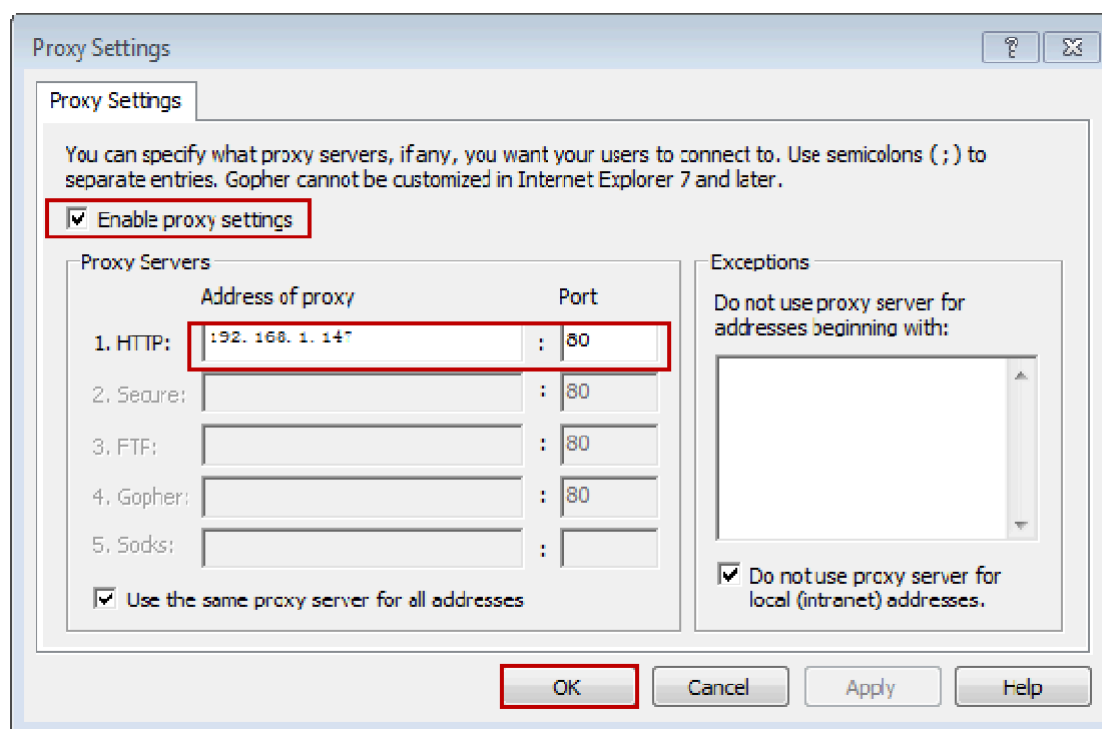 Proxy Settings
Proxy Settings
You can specify what proxy servers, if any, you want your users to connect to. Use semicolons ( ; ) to
separate entries. Gopher cannot be customized in Internet Explorer 7 and later.
Enable proxy settings
Proxy Servers
Address of proxy Port
1. HTTP: 192. 168. 1. 147 : 80
2. Secure: : 80
3. FTP: : 80
4. Gopher: : 80
5. Socks: :
Use the same proxy server for all addresses
Exceptions
Do not use proxy server for
addresses beginning with:
Do not use proxy server for
local (intranet) addresses.
OK Cancel Apply Help